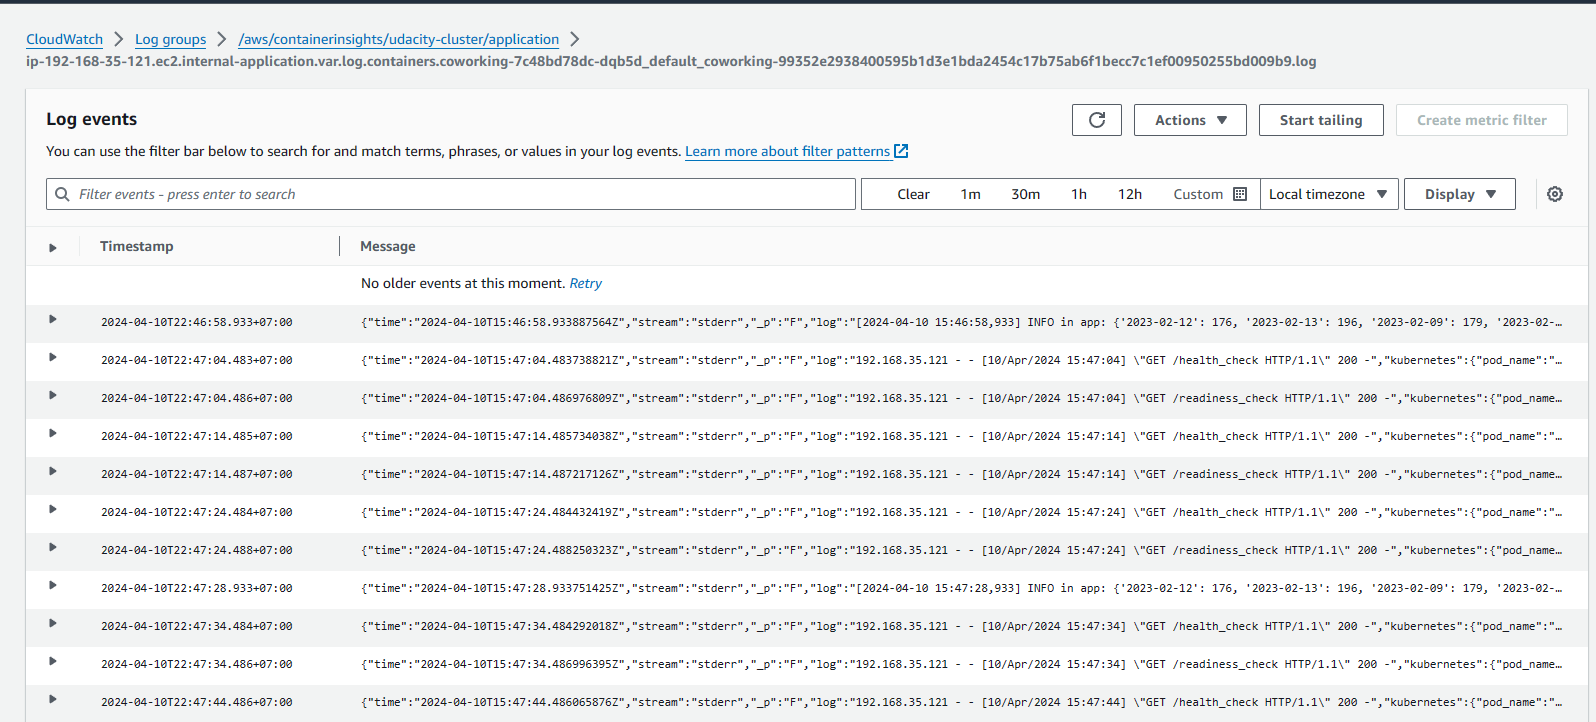 CloudWatch > Log groups > /aws/containerinsights/udacity-cluster/application >
ip-192-168-35-121.ec2.internal-application.var.log.containers.coworking-7c48bd78dc-dqb5d_default_coworking-99352e2938400595b1d3e1bda2454c17b75ab6f1becc7c1ef00950255bd009b9.log
Log events
Actions
Start tailing
Create metric filter
You can use the filter bar below to search for and match terms, phrases, or values in your log events. Learn more about filter patterns
Filter events - press enter to search
Clear 1m 30m 1h 12h Custom Local timezone Display
Timestamp Message
No older events at this moment. Retry
2024-04-10T22:46:58.933+07:00 {"time":"2024-04-10T15:46:58.933887564Z","stream":"stderr","_p":"F","log":"[2024-04-10 15:46:58,933] INFO in app: {'2023-02-12': 176, '2023-02-13': 196, '2023-02-09': 179, '2023-02-…
2024-04-10T22:47:04.483+07:00 {"time":"2024-04-10T15:47:04.483738821Z","stream":"stderr","_p":"F","log":"192.168.35.121 - - [10/Apr/2024 15:47:04] \"GET /health_check HTTP/1.1\" 200 -","kubernetes":{"pod_name":"…
2024-04-10T22:47:04.486+07:00 {"time":"2024-04-10T15:47:04.486976809Z","stream":"stderr","_p":"F","log":"192.168.35.121 - - [10/Apr/2024 15:47:04] \"GET /readiness_check HTTP/1.1\" 200 -","kubernetes":{"pod_name…
2024-04-10T22:47:14.485+07:00 {"time":"2024-04-10T15:47:14.485734038Z","stream":"stderr","_p":"F","log":"192.168.35.121 - - [10/Apr/2024 15:47:14] \"GET /health_check HTTP/1.1\" 200 -","kubernetes":{"pod_name":"…
2024-04-10T22:47:14.487+07:00 {"time":"2024-04-10T15:47:14.487217126Z","stream":"stderr","_p":"F","log":"192.168.35.121 - - [10/Apr/2024 15:47:14] \"GET /readiness_check HTTP/1.1\" 200 -","kubernetes":{"pod_name…
2024-04-10T22:47:24.484+07:00 {"time":"2024-04-10T15:47:24.484432419Z","stream":"stderr","_p":"F","log":"192.168.35.121 - - [10/Apr/2024 15:47:24] \"GET /health_check HTTP/1.1\" 200 -","kubernetes":{"pod_name":"…
2024-04-10T22:47:24.488+07:00 {"time":"2024-04-10T15:47:24.488250323Z","stream":"stderr","_p":"F","log":"192.168.35.121 - - [10/Apr/2024 15:47:24] \"GET /readiness_check HTTP/1.1\" 200 -","kubernetes":{"pod_name…
2024-04-10T22:47:28.933+07:00 {"time":"2024-04-10T15:47:28.933751425Z","stream":"stderr","_p":"F","log":"[2024-04-10 15:47:28,933] INFO in app: {'2023-02-12': 176, '2023-02-13': 196, '2023-02-09': 179, '2023-02-…
2024-04-10T22:47:34.484+07:00 {"time":"2024-04-10T15:47:34.484292018Z","stream":"stderr","_p":"F","log":"192.168.35.121 - - [10/Apr/2024 15:47:34] \"GET /health_check HTTP/1.1\" 200 -","kubernetes":{"pod_name":"…
2024-04-10T22:47:34.486+07:00 {"time":"2024-04-10T15:47:34.486996395Z","stream":"stderr","_p":"F","log":"192.168.35.121 - - [10/Apr/2024 15:47:34] \"GET /readiness_check HTTP/1.1\" 200 -","kubernetes":{"pod_name…
2024-04-10T22:47:44.486+07:00 {"time":"2024-04-10T15:47:44.486065876Z","stream":"stderr","_p":"F","log":"192.168.35.121 - - [10/Apr/2024 15:47:44] \"GET /health_check HTTP/1.1\" 200 -","kubernetes":{"pod_name":"…